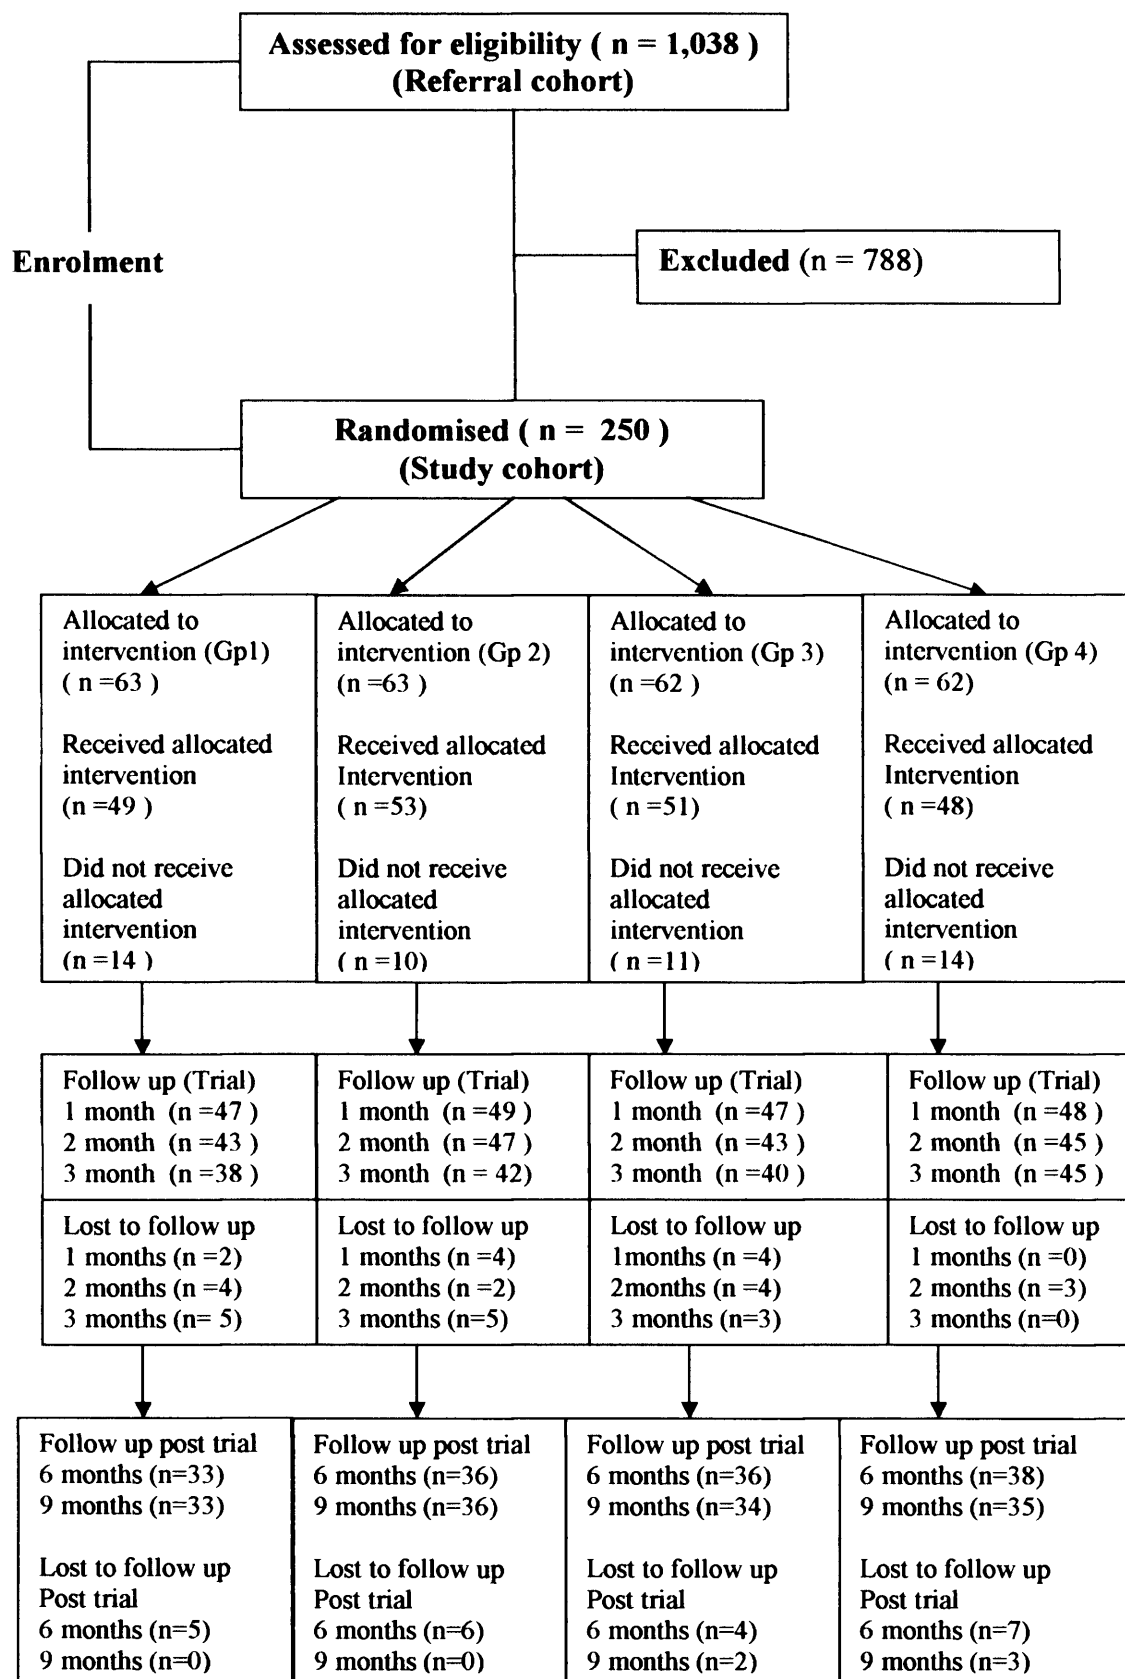 Assessed for eligibility ( n = 1,038 )
(Referral cohort)
Enrolment
Excluded (n = 788)
Randomised ( n = 250 )
(Study cohort)
Allocated to
intervention (Gp1)
( n =63 )
Received allocated
intervention
(n =49 )
Did not receive
allocated
intervention
(n =14 )
Allocated to
intervention (Gp 2)
(n =63 )
Received allocated
Intervention
( n =53)
Did not receive
allocated
intervention
( n =10)
Allocated to
intervention (Gp 3)
(n =62 )
Received allocated
Intervention
( n =51)
Did not receive
allocated
intervention
( n =11)
Allocated to
intervention (Gp 4)
(n = 62)
Received allocated
Intervention
( n =48)
Did not receive
allocated
intervention
( n =14)
Follow up (Trial)
1 month (n =47 )
2 month (n =43 )
3 month (n =38 )
Follow up (Trial)
1 month (n =49 )
2 month (n =47 )
3 month (n = 42)
Follow up (Trial)
1 month (n =47 )
2 month (n =43 )
3 month (n =40 )
Follow up (Trial)
1 month (n =48 )
2 month (n =45 )
3 month (n =45 )
Lost to follow up
1 months (n =2)
2 months (n =4)
3 months (n= 5)
Lost to follow up
1 months (n =4)
2 months (n =2)
3 months (n=5)
Lost to follow up
1months (n =4)
2months (n =4)
3 months (n=3)
Lost to follow up
1 months (n =0)
2 months (n =3)
3 months (n=0)
Follow up post trial
6 months (n=33)
9 months (n=33)
Lost to follow up
Post trial
6 months (n=5)
9 months (n=0)
Follow up post trial
6 months (n=36)
9 months (n=36)
Lost to follow up
Post trial
6 months (n=6)
9 months (n=0)
Follow up post trial
6 months (n=36)
9 months (n=34)
Lost to follow up
Post trial
6 months (n=4)
9 months (n=2)
Follow up post trial
6 months (n=38)
9 months (n=35)
Lost to follow up
Post trial
6 months (n=7)
9 months (n=3)